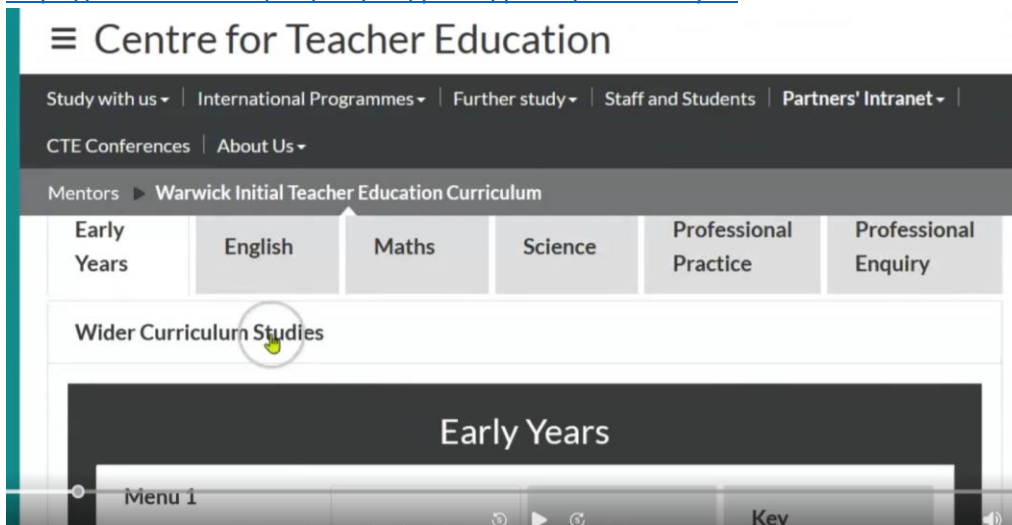 Centre for Teacher Education
Study with us | International Programmes | Further study | Staff and Students | Partners' Intranet |
CTE Conferences | About Us
Mentors ▶ Warwick Initial Teacher Education Curriculum
Early Years
English
Maths
Science
Professional Practice
Professional Enquiry
Wider Curriculum Studies
Early Years
Menu 1
Key
5
5